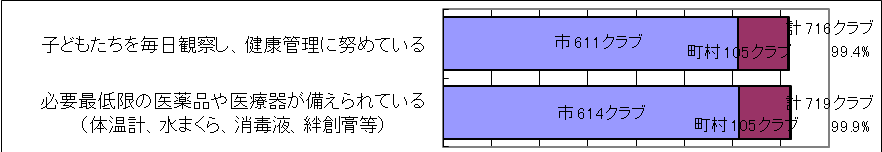 子どもたちを毎日観察し、健康管理に努めている
市611クラブ
町村105クラブ
計716クラブ
99.4%
必要最低限の医薬品や医療器が備えられている
（体温計、水まくら、消毒液、絆創膏等）
市614クラブ
町村105クラブ
計719クラブ
99.9%